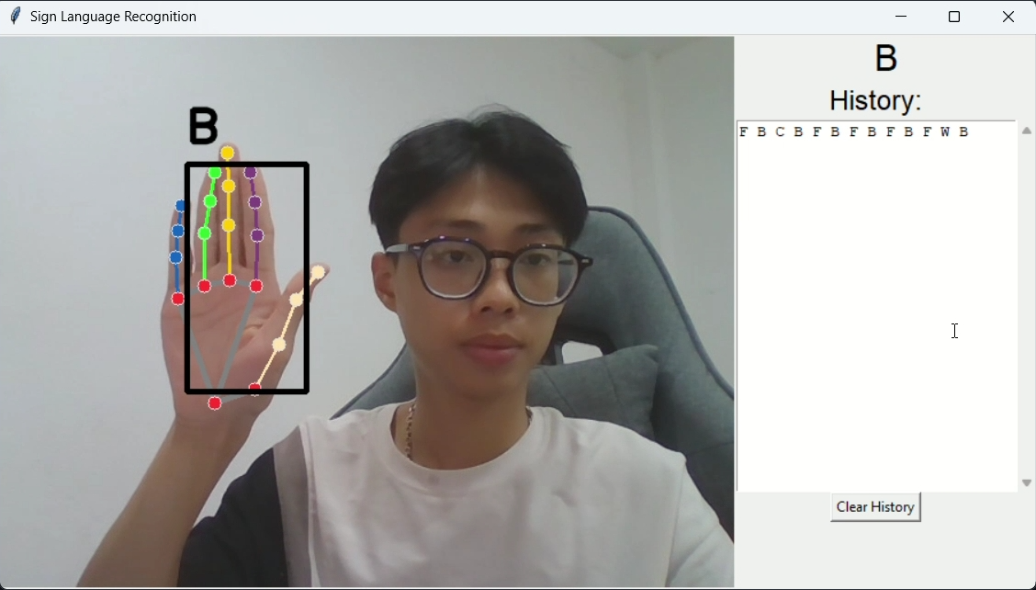 Sign Language Recognition
B
B
History:
F B C B F B F B F B F W B
Clear History